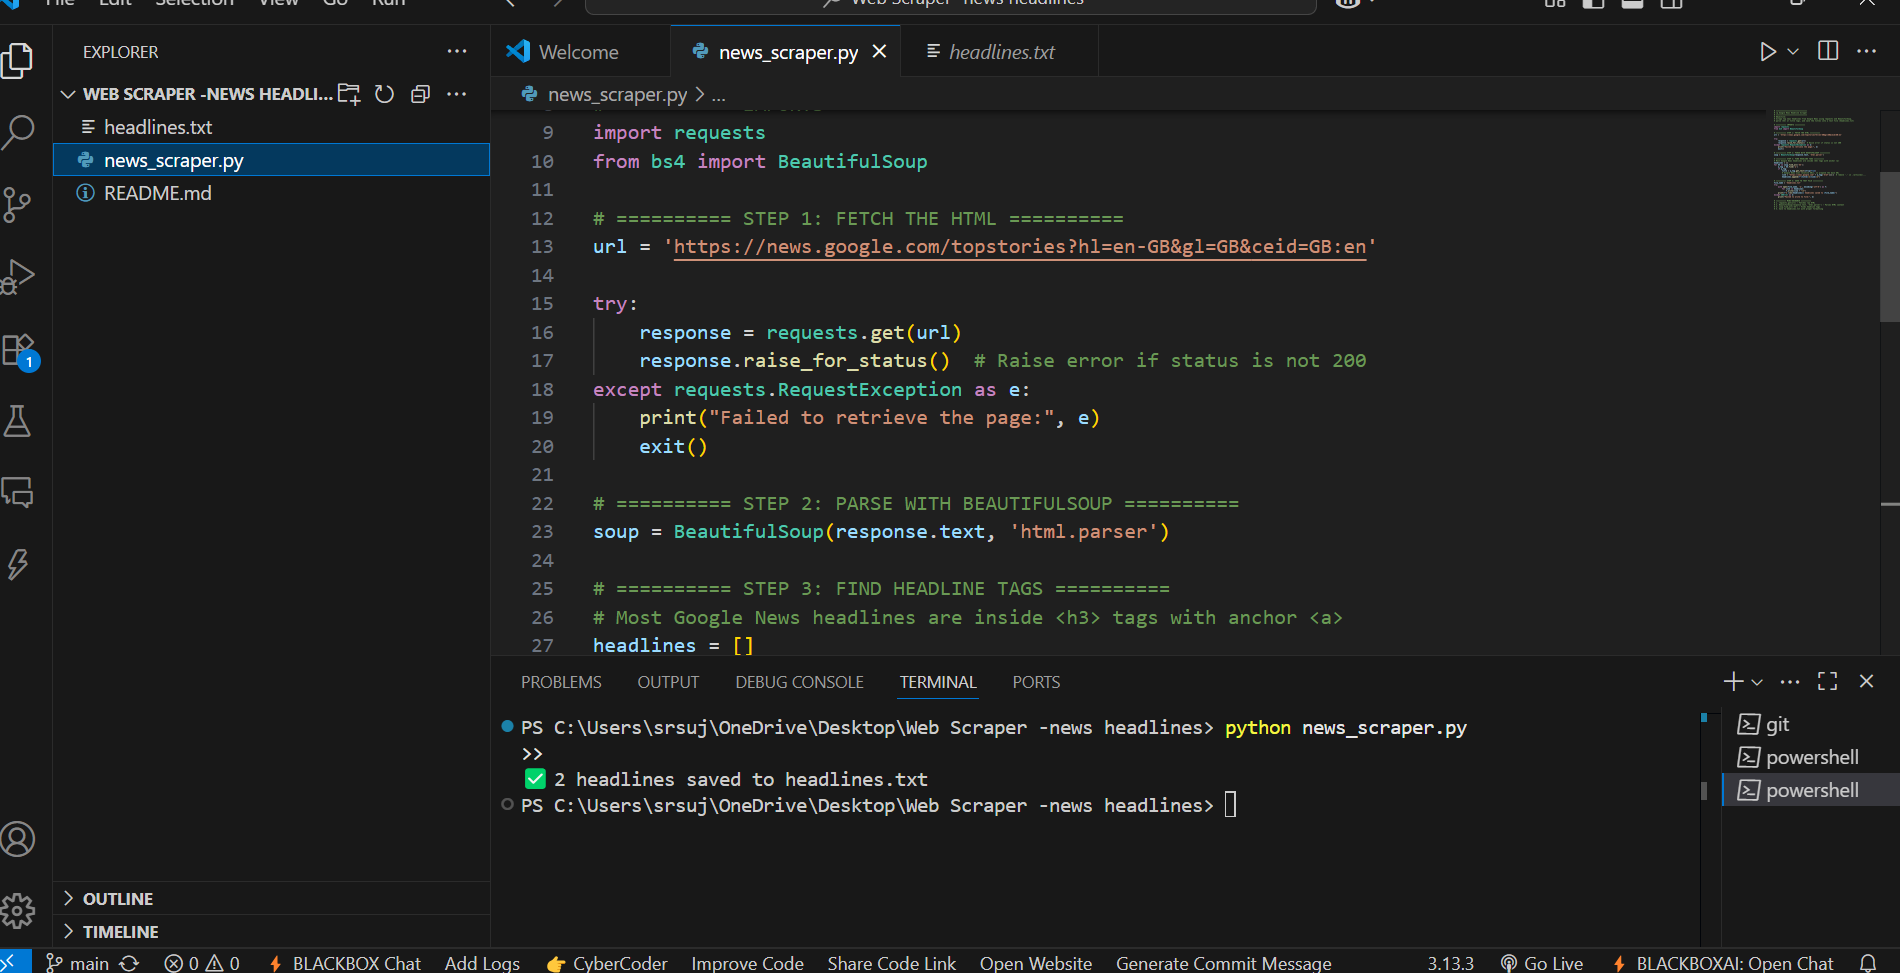 File Edit Selection View Go Run
Web Scraper -news headlines
EXPLORER
WEB SCRAPER -NEWS HEADLI...
headlines.txt
news_scraper.py
README.md
1
OUTLINE
TIMELINE
Welcome
news_scraper.py
headlines.txt
news_scraper.py > ...
9 import requests
10 from bs4 import BeautifulSoup
11
12 # ========== STEP 1: FETCH THE HTML ==========
13 url = 'https://news.google.com/topstories?hl=en-GB&gl=GB&ceid=GB:en'
14
15 try:
16 response = requests.get(url)
17 response.raise_for_status() # Raise error if status is not 200
18 except requests.RequestException as e:
19 print("Failed to retrieve the page:", e)
20 exit()
21
22 # ========== STEP 2: PARSE WITH BEAUTIFULSOUP ==========
23 soup = BeautifulSoup(response.text, 'html.parser')
24
25 # ========== STEP 3: FIND HEADLINE TAGS ==========
26 # Most Google News headlines are inside <h3> tags with anchor <a>
27 headlines = []
PROBLEMS OUTPUT DEBUG CONSOLE TERMINAL PORTS
PS C:\Users\srsuj\OneDrive\Desktop\Web Scraper -news headlines> python news_scraper.py
>>
✅ 2 headlines saved to headlines.txt
PS C:\Users\srsuj\OneDrive\Desktop\Web Scraper -news headlines>
git
powershell
powershell
main 0 0 BLACKBOX Chat Add Logs CyberCoder Improve Code Share Code Link Open Website Generate Commit Message 3.13.3 Go Live BLACKBOXAI: Open Chat